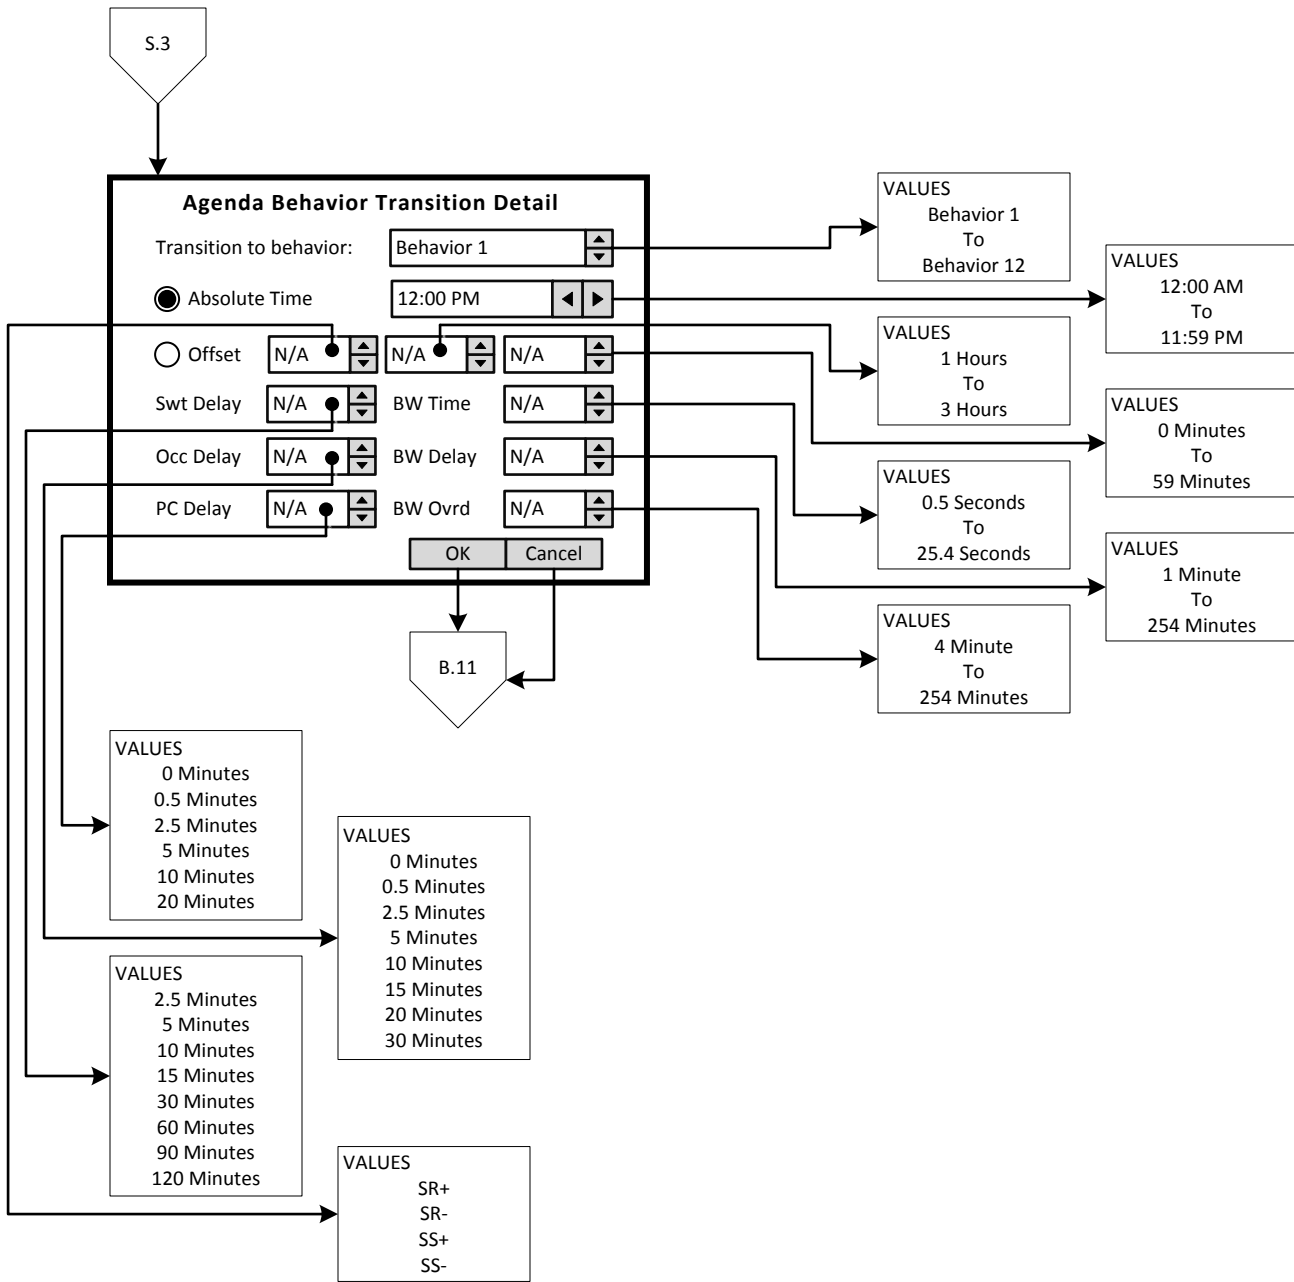 S.3
Agenda Behavior Transition Detail
Transition to behavior: Behavior 1
Absolute Time 12:00 PM
Offset N/A N/A N/A
Swt Delay N/A BW Time N/A
Occ Delay N/A BW Delay N/A
PC Delay N/A BW Ovrd N/A
OK Cancel
B.11
VALUES
Behavior 1
To
Behavior 12
VALUES
12:00 AM
To
11:59 PM
VALUES
1 Hours
To
3 Hours
VALUES
0 Minutes
To
59 Minutes
VALUES
0.5 Seconds
To
25.4 Seconds
VALUES
1 Minute
To
254 Minutes
VALUES
4 Minute
To
254 Minutes
VALUES
0 Minutes
0.5 Minutes
2.5 Minutes
5 Minutes
10 Minutes
20 Minutes
VALUES
0 Minutes
0.5 Minutes
2.5 Minutes
5 Minutes
10 Minutes
15 Minutes
20 Minutes
30 Minutes
VALUES
2.5 Minutes
5 Minutes
10 Minutes
15 Minutes
30 Minutes
60 Minutes
90 Minutes
120 Minutes
VALUES
SR+
SR-
SS+
SS-